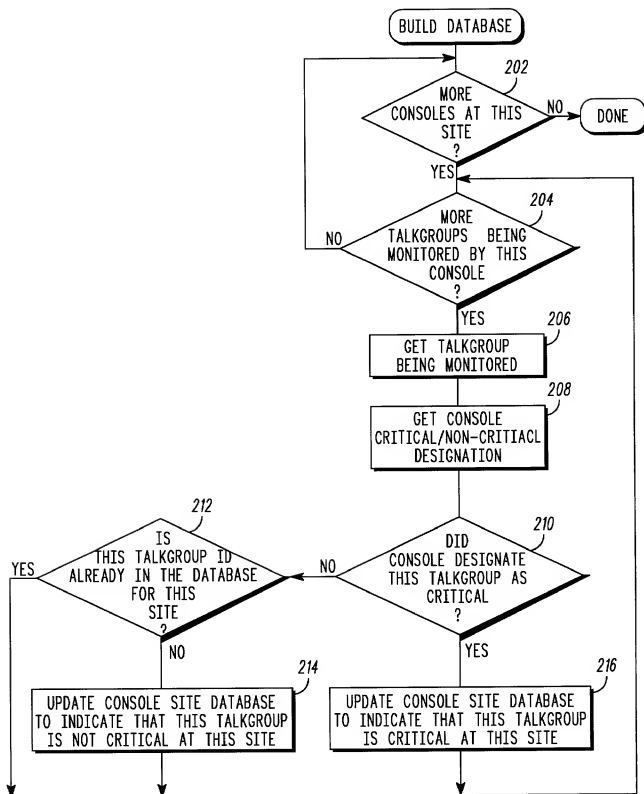 BUILD DATABASE
202
MORE
CONSOLES AT THIS
SITE
?
NO
DONE
YES
204
MORE
TALKGROUPS BEING
MONITORED BY THIS
CONSOLE
?
NO
YES
206
GET TALKGROUP
BEING MONITORED
208
GET CONSOLE
CRITICAL/NON-CRITIACL
DESIGNATION
210
DID
CONSOLE DESIGNATE
THIS TALKGROUP AS
CRITICAL
?
NO
YES
212
IS
THIS TALKGROUP ID
ALREADY IN THE DATABASE
FOR THIS
SITE
?
YES
NO
214
UPDATE CONSOLE SITE DATABASE
TO INDICATE THAT THIS TALKGROUP
IS NOT CRITICAL AT THIS SITE
216
UPDATE CONSOLE SITE DATABASE
TO INDICATE THAT THIS TALKGROUP
IS CRITICAL AT THIS SITE